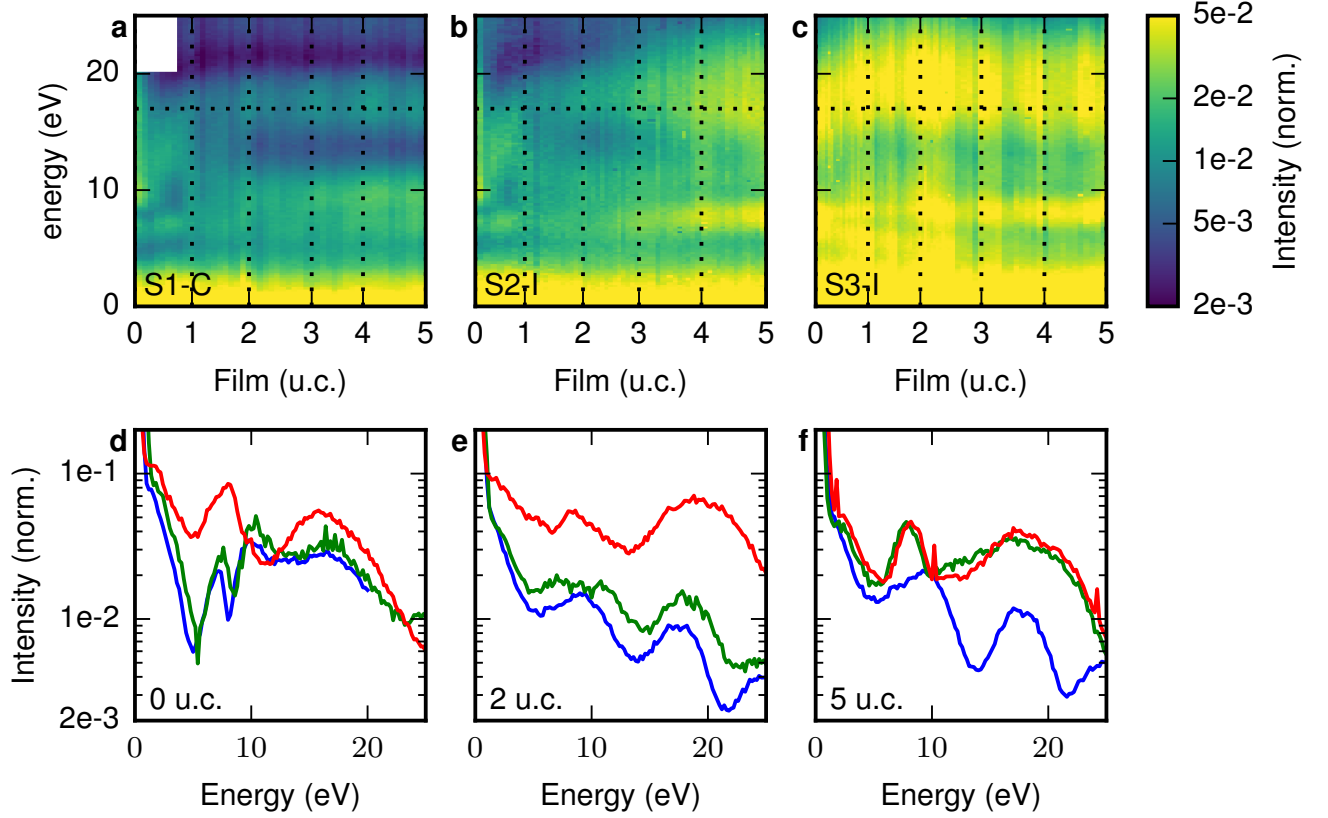 a b c
energy (eV)
20
10
0
S1-C S2-I S3-I
0 1 2 3 4 5 0 1 2 3 4 5 0 1 2 3 4 5
Film (u.c.) Film (u.c.) Film (u.c.)
5e-2
2e-2
1e-2
5e-3
2e-3
Intensity (norm.)
d e f
Intensity (norm.)
1e-1
1e-2
2e-3
0 u.c. 2 u.c. 5 u.c.
0 10 20 0 10 20 0 10 20
Energy (eV) Energy (eV) Energy (eV)